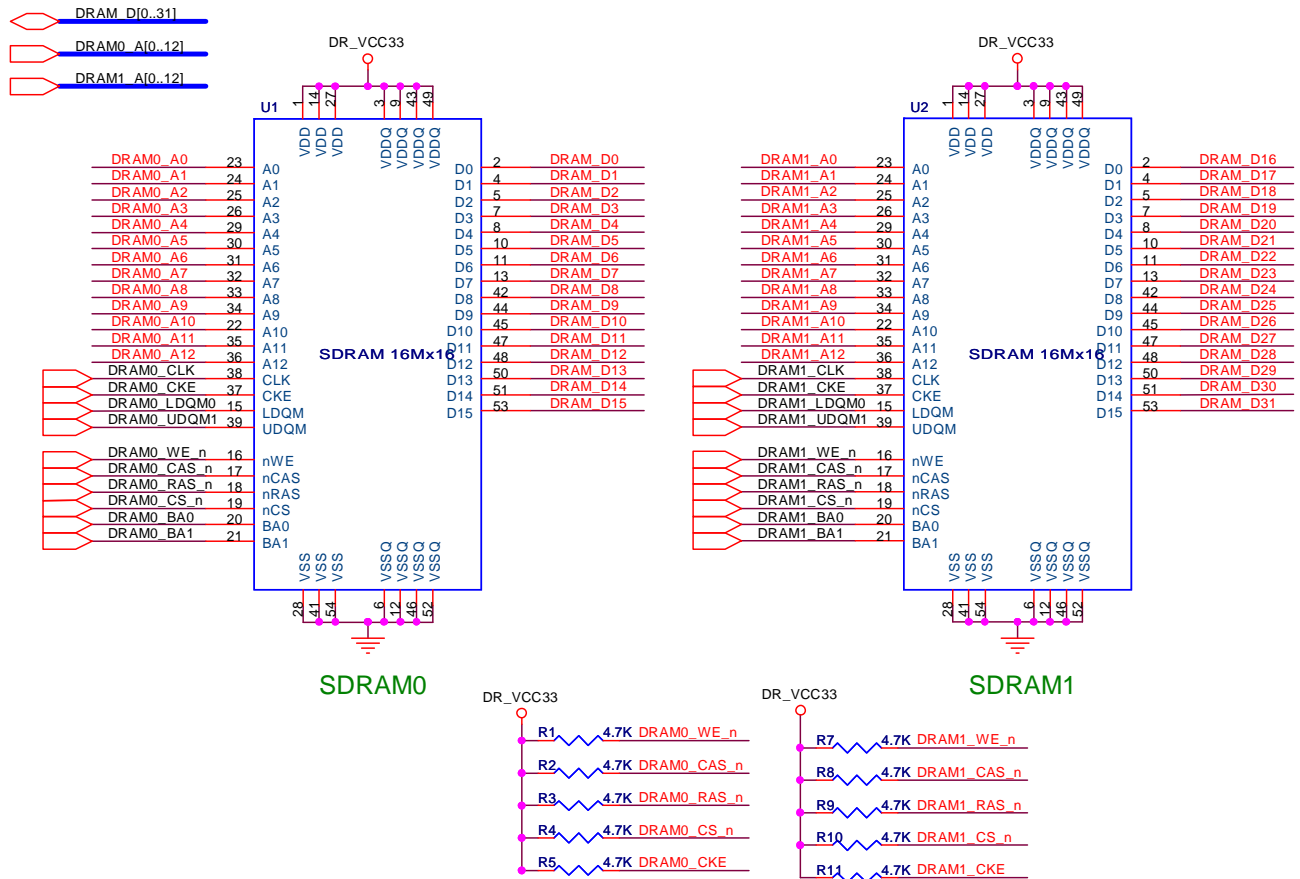 DRAM_D[0..31]
DRAM0_A[0..12]
DRAM1_A[0..12]
DR_VCC33
U1
1 14 27 3 9 43 49
VDD VDD VDD VDDQ VDDQ VDDQ VDDQ
DRAM0_A0 23 A0 D0 2 DRAM_D0
DRAM0_A1 24 A1 D1 4 DRAM_D1
DRAM0_A2 25 A2 D2 5 DRAM_D2
DRAM0_A3 26 A3 D3 7 DRAM_D3
DRAM0_A4 29 A4 D4 8 DRAM_D4
DRAM0_A5 30 A5 D5 10 DRAM_D5
DRAM0_A6 31 A6 D6 11 DRAM_D6
DRAM0_A7 32 A7 D7 13 DRAM_D7
DRAM0_A8 33 A8 D8 42 DRAM_D8
DRAM0_A9 34 A9 D9 44 DRAM_D9
DRAM0_A10 22 A10 D10 45 DRAM_D10
DRAM0_A11 35 A11 D11 47 DRAM_D11
SDRAM 16Mx16
DRAM0_A12 36 A12 D12 48 DRAM_D12
DRAM0_CLK 38 CLK D13 50 DRAM_D13
DRAM0_CKE 37 CKE D14 51 DRAM_D14
DRAM0_LDQM0 15 LDQM D15 53 DRAM_D15
DRAM0_UDQM1 39 UDQM
DRAM0_WE_n 16 nWE
DRAM0_CAS_n 17 nCAS
DRAM0_RAS_n 18 nRAS
DRAM0_CS_n 19 nCS
DRAM0_BA0 20 BA0
DRAM0_BA1 21 BA1
VSS VSS VSS VSSQ VSSQ VSSQ VSSQ
28 41 54 6 12 46 52
SDRAM0
DR_VCC33
U2
1 14 27 3 9 43 49
VDD VDD VDD VDDQ VDDQ VDDQ VDDQ
DRAM1_A0 23 A0 D0 2 DRAM_D16
DRAM1_A1 24 A1 D1 4 DRAM_D17
DRAM1_A2 25 A2 D2 5 DRAM_D18
DRAM1_A3 26 A3 D3 7 DRAM_D19
DRAM1_A4 29 A4 D4 8 DRAM_D20
DRAM1_A5 30 A5 D5 10 DRAM_D21
DRAM1_A6 31 A6 D6 11 DRAM_D22
DRAM1_A7 32 A7 D7 13 DRAM_D23
DRAM1_A8 33 A8 D8 42 DRAM_D24
DRAM1_A9 34 A9 D9 44 DRAM_D25
DRAM1_A10 22 A10 D10 45 DRAM_D26
DRAM1_A11 35 A11 D11 47 DRAM_D27
SDRAM 16Mx16
DRAM1_A12 36 A12 D12 48 DRAM_D28
DRAM1_CLK 38 CLK D13 50 DRAM_D29
DRAM1_CKE 37 CKE D14 51 DRAM_D30
DRAM1_LDQM0 15 LDQM D15 53 DRAM_D31
DRAM1_UDQM1 39 UDQM
DRAM1_WE_n 16 nWE
DRAM1_CAS_n 17 nCAS
DRAM1_RAS_n 18 nRAS
DRAM1_CS_n 19 nCS
DRAM1_BA0 20 BA0
DRAM1_BA1 21 BA1
VSS VSS VSS VSSQ VSSQ VSSQ VSSQ
28 41 54 6 12 46 52
SDRAM1
DR_VCC33
R1 4.7K DRAM0_WE_n
R2 4.7K DRAM0_CAS_n
R3 4.7K DRAM0_RAS_n
R4 4.7K DRAM0_CS_n
R5 4.7K DRAM0_CKE
DR_VCC33
R7 4.7K DRAM1_WE_n
R8 4.7K DRAM1_CAS_n
R9 4.7K DRAM1_RAS_n
R10 4.7K DRAM1_CS_n
R11 4.7K DRAM1_CKE